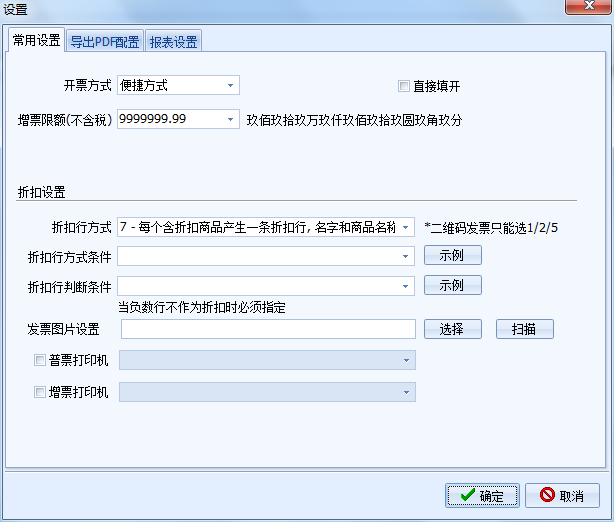 设置
常用设置 导出PDF配置 报表设置
开票方式 便捷方式 直接填开
增票限额(不含税) 9999999.99 玖佰玖拾玖万玖仟玖佰玖拾玖圆玖角玖分
折扣设置
折扣行方式 7 - 每个含折扣商品产生一条折扣行, 名字和商品名称 *二维码发票只能选1/2/5
折扣行方式条件 示例
折扣行判断条件 示例
当负数行不作为折扣时必须指定
发票图片设置 选择 扫描
普票打印机
增票打印机
确定 取消